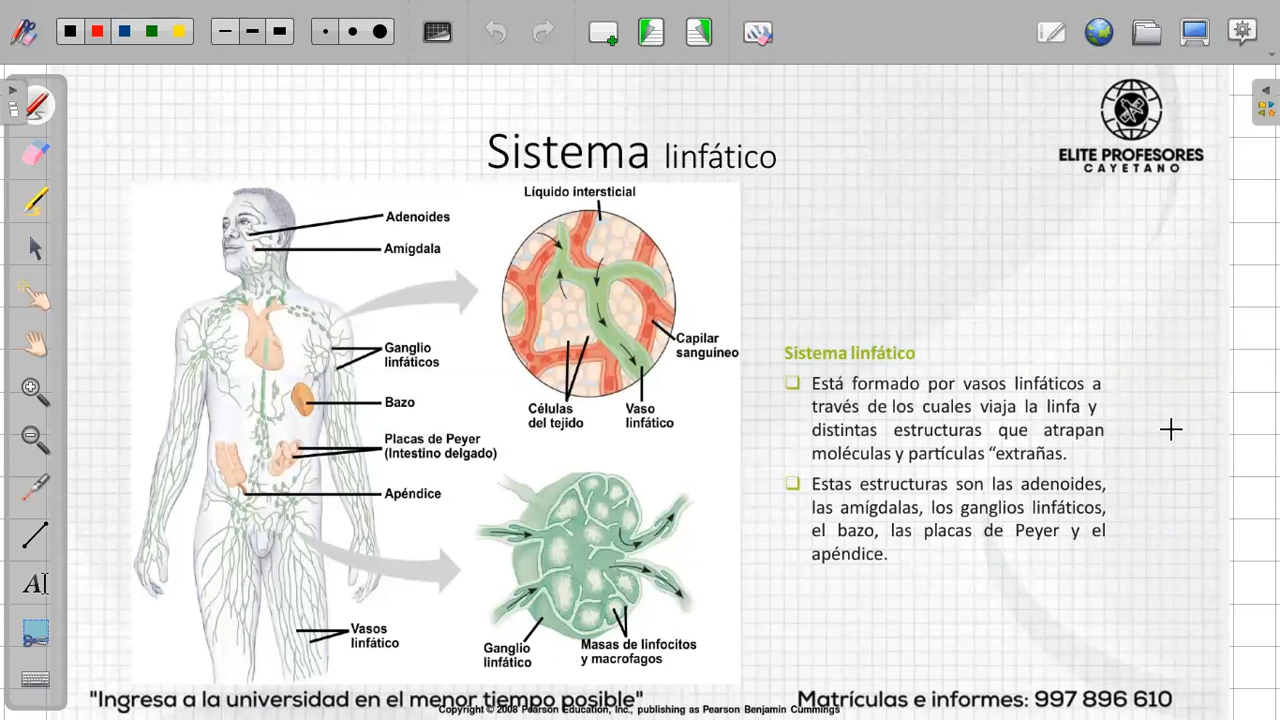 ELITE PROFESORES
CAYETANO
Sistema linfático
Líquido intersticial
Adenoides
Amigdala
Ganglio
linfáticos
Bazo
Placas de Peyer
(Intestino delgado)
Apéndice
Vasos
linfático
Capilar
sanguíneo
Células
del tejido
Vaso
linfático
Ganglio
linfático
Masas de linfocitos
y macrofagos
Sistema linfático
Está formado por vasos linfáticos a
través de los cuales viaja la linfa y
distintas estructuras que atrapan
moléculas y partículas “extrañas.
Estas estructuras son las adenoides,
las amígdalas, los ganglios linfáticos,
el bazo, las placas de Peyer y el
apéndice.
"Ingresa a la universidad en el menor tiempo posible"
Matrículas e informes: 997 896 610
Copyright © 2008 Pearson Education, Inc., publishing as Pearson Benjamin Cummings
AI